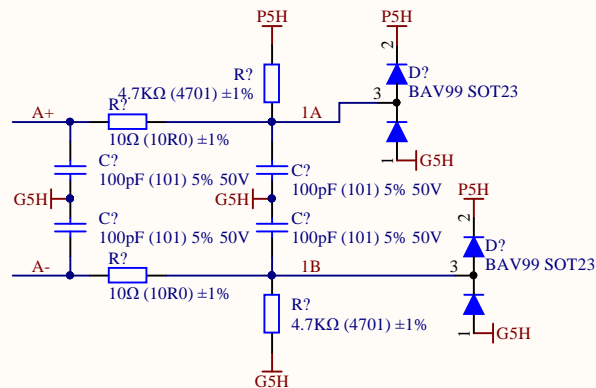 P5H
P5H
R?
4.7KΩ (4701) ±1%
2
D?
BAV99 SOT23
A+
R?
1A
3
10Ω (10R0) ±1%
1
G5H
C?
100pF (101) 5% 50V
C?
100pF (101) 5% 50V
G5H
G5H
P5H
C?
100pF (101) 5% 50V
C?
100pF (101) 5% 50V
2
D?
BAV99 SOT23
A-
R?
1B
3
10Ω (10R0) ±1%
R?
4.7KΩ (4701) ±1%
1
G5H
G5H